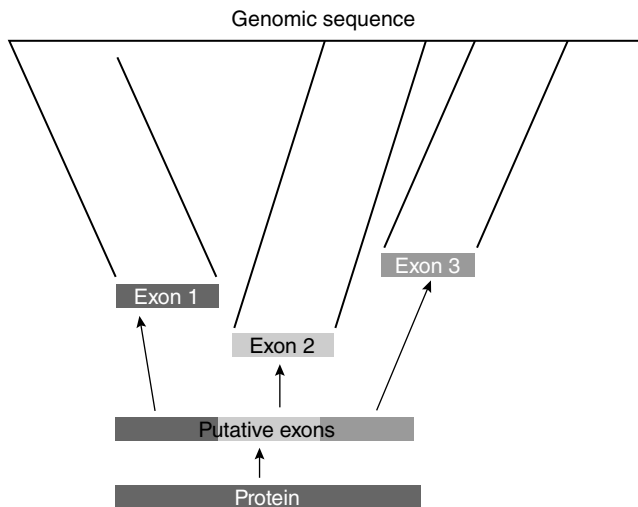 Genomic sequence
Exon 3
Exon 1
Exon 2
Putative exons
Protein